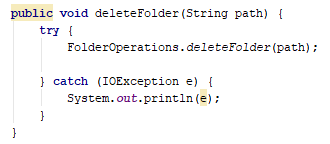 public void deleteFolder(String path) {
    try {
        FolderOperations.deleteFolder(path);
    } catch (IOException e) {
        System.out.println(e);
    }
}